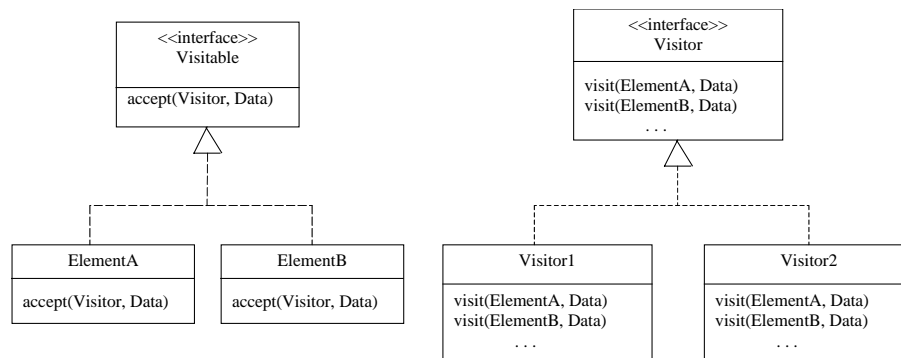 <<interface>>
Visitable
accept(Visitor, Data)
<<interface>>
Visitor
visit(ElementA, Data)
visit(ElementB, Data)
. . .
ElementA
accept(Visitor, Data)
ElementB
accept(Visitor, Data)
Visitor1
visit(ElementA, Data)
visit(ElementB, Data)
. . .
Visitor2
visit(ElementA, Data)
visit(ElementB, Data)
. . .